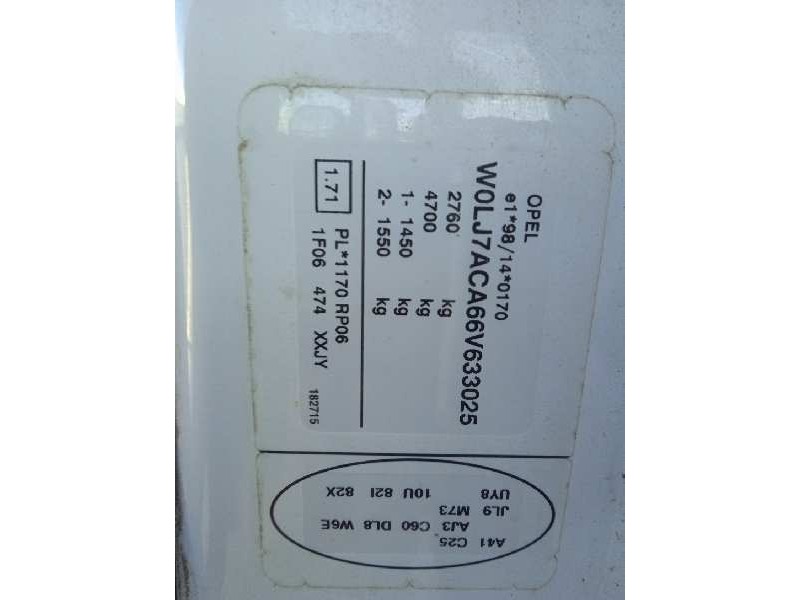 OPEL
e1*98/14*0170
W0LJ7ACA66V633025
2760 kg
4700 kg
1- 1450 kg
2- 1550 kg
1.71 PL*1170 RP06
1F06 474 XXJY 182715
A41 C25
AJ3 C60 DL8 W6E
JL9 M73
UY8 10U 82I 82X